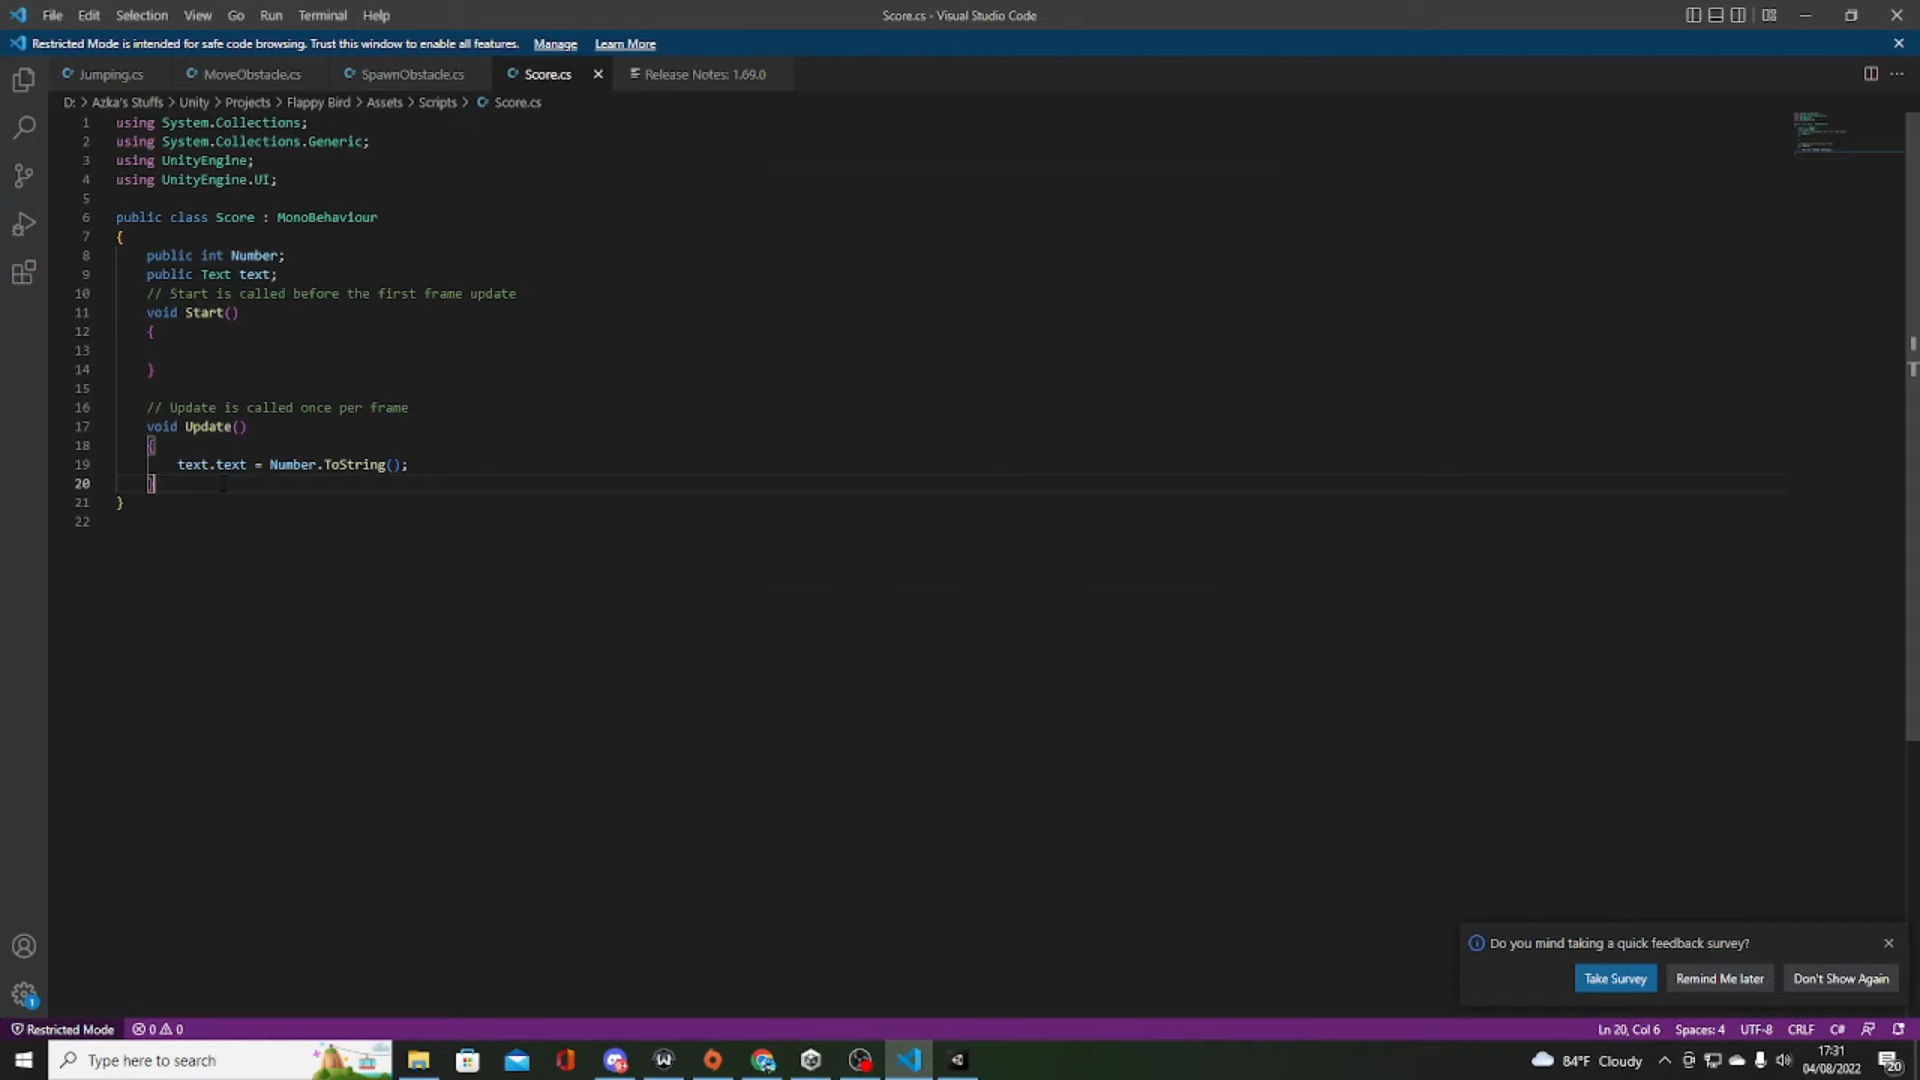 File Edit Selection View Go Run Terminal Help
Score.cs - Visual Studio Code
Restricted Mode is intended for safe code browsing. Trust this window to enable all features. Manage Learn More
Jumping.cs MoveObstacle.cs SpawnObstacle.cs Score.cs Release Notes: 1.69.0
D: > Azka's Stuffs > Unity > Projects > Flappy Bird > Assets > Scripts > Score.cs
1 using System.Collections;
2 using System.Collections.Generic;
3 using UnityEngine;
4 using UnityEngine.UI;
5
6 public class Score : MonoBehaviour
7 {
8 public int Number;
9 public Text text;
10 // Start is called before the first frame update
11 void Start()
12 {
13
14 }
15
16 // Update is called once per frame
17 void Update()
18 {
19 text.text = Number.ToString();
20 }
21 }
22
Do you mind taking a quick feedback survey?
Take Survey Remind Me later Don't Show Again
1
Restricted Mode 0 0 Ln 20, Col 6 Spaces: 4 UTF-8 CRLF C#
Type here to search
84°F Cloudy
17:31
04/08/2022
20